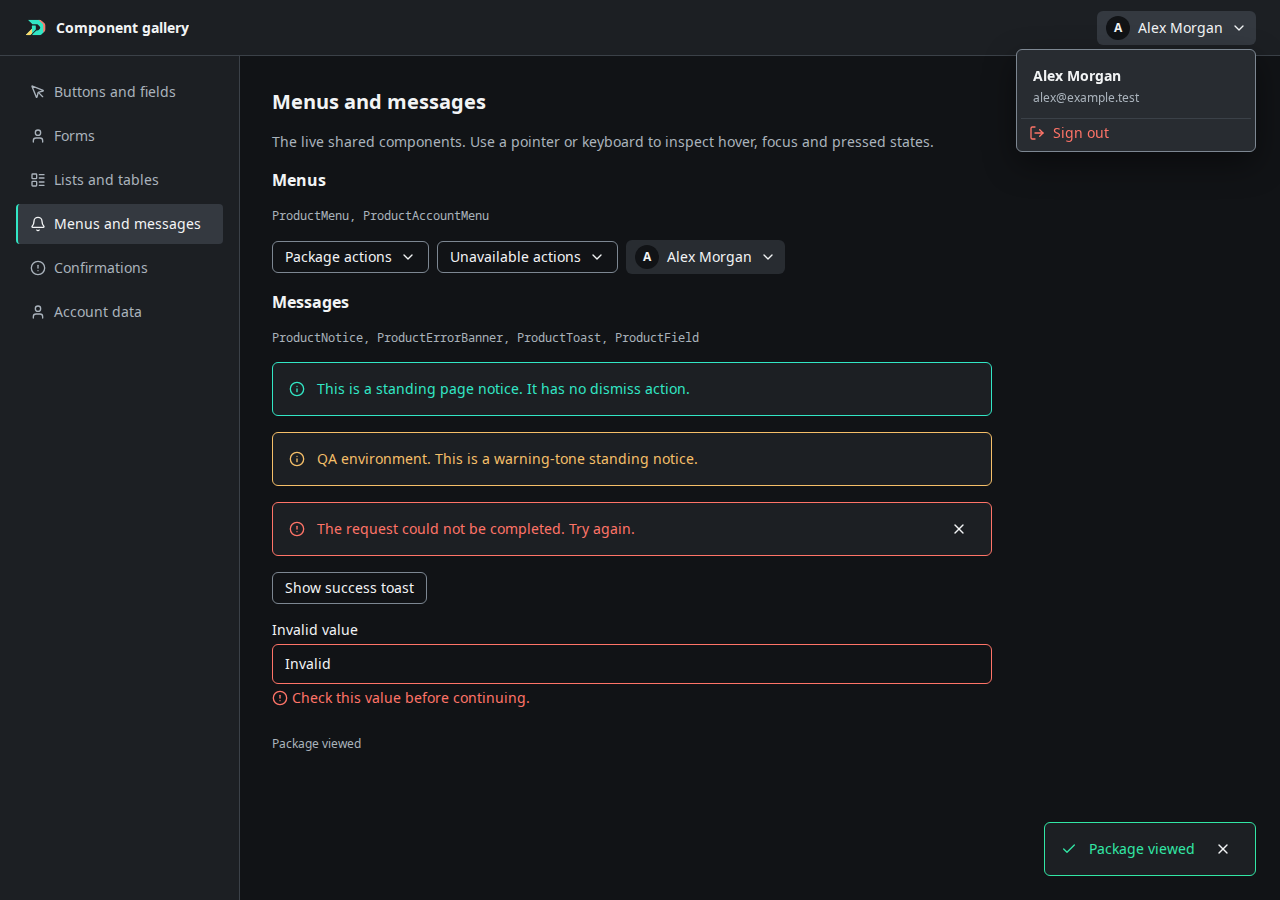 Component gallery
A Alex Morgan
Alex Morgan
alex@example.test
Sign out
Buttons and fields
Forms
Lists and tables
Menus and messages
Confirmations
Account data
Menus and messages
The live shared components. Use a pointer or keyboard to inspect hover, focus and pressed states.
Menus
ProductMenu, ProductAccountMenu
Package actions
Unavailable actions
A Alex Morgan
Messages
ProductNotice, ProductErrorBanner, ProductToast, ProductField
This is a standing page notice. It has no dismiss action.
QA environment. This is a warning-tone standing notice.
The request could not be completed. Try again.
Show success toast
Invalid value
Invalid
Check this value before continuing.
Package viewed
Package viewed